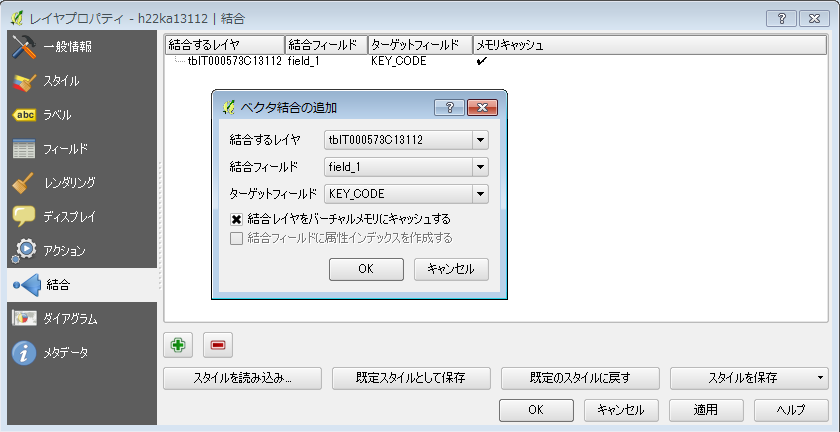 レイヤプロパティ - h22ka13112 | 結合
一般情報
スタイル
ラベル
フィールド
レンダリング
ディスプレイ
アクション
結合
ダイアグラム
メタデータ
abc
結合するレイヤ 結合フィールド ターゲットフィールド メモリキャッシュ
tblT000573C13112 field_1 KEY_CODE ✔
ベクタ結合の追加
結合するレイヤ tblT000573C13112
結合フィールド field_1
ターゲットフィールド KEY_CODE
結合レイヤをバーチャルメモリにキャッシュする
結合フィールドに属性インデックスを作成する
OK キャンセル
スタイルを読み込み... 既定スタイルとして保存 既定のスタイルに戻す スタイルを保存
OK キャンセル 適用 ヘルプ